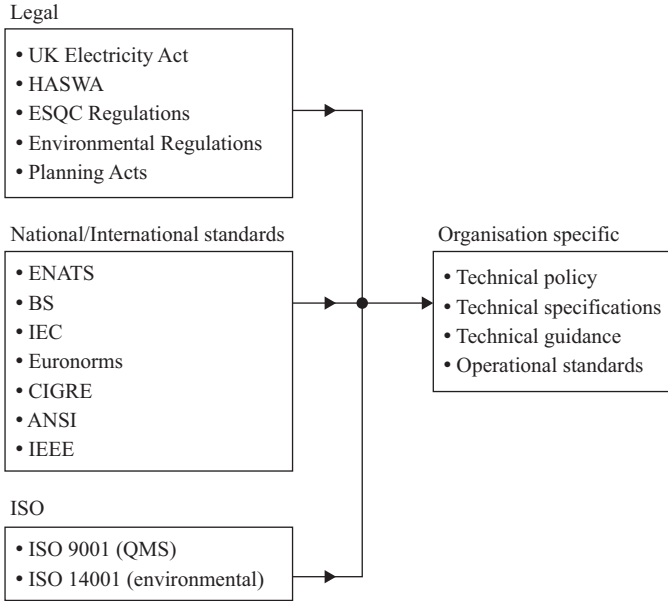 Legal
• UK Electricity Act
• HASWA
• ESQC Regulations
• Environmental Regulations
• Planning Acts
National/International standards
• ENATS
• BS
• IEC
• Euronorms
• CIGRE
• ANSI
• IEEE
ISO
• ISO 9001 (QMS)
• ISO 14001 (environmental)
Organisation specific
• Technical policy
• Technical specifications
• Technical guidance
• Operational standards